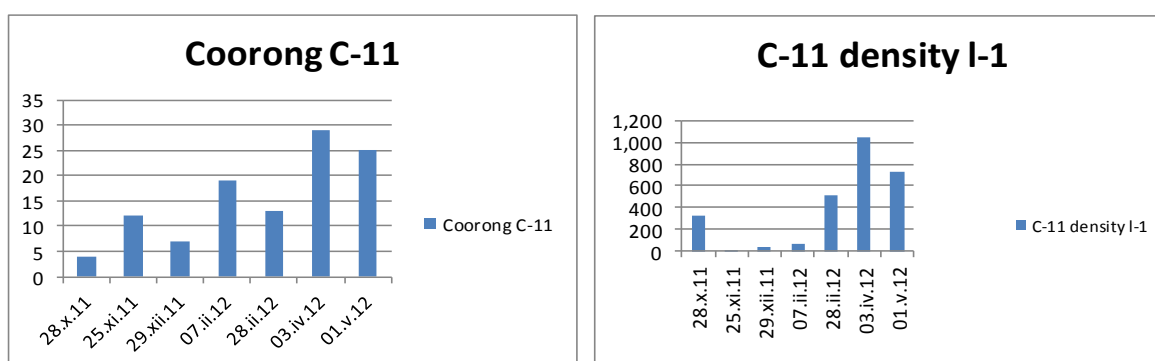 Coorong C-11
35
30
25
20
15
10
5
0
28.x.11
25.xi.11
29.xii.11
07.ii.12
28.ii.12
03.iv.12
01.v.12
Coorong C-11
C-11 density l-1
1,200
1,000
800
600
400
200
0
28.x.11
25.xi.11
29.xii.11
07.ii.12
28.ii.12
03.iv.12
01.v.12
C-11 density l-1